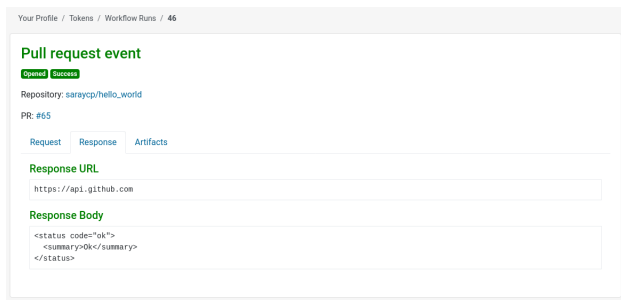 Your Profile / Tokens / Workflow Runs / 46
Pull request event
Opened Success
Repository: saraycp/hello_world
PR: #65
Request Response Artifacts
Response URL
https://api.github.com
Response Body
<status code="ok">
  <summary>Ok</summary>
</status>